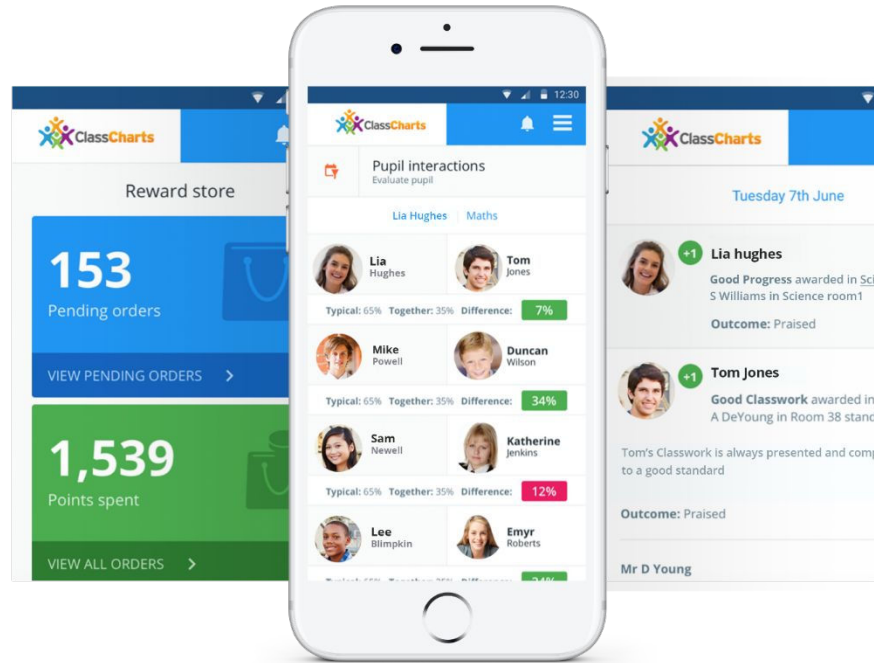 ClassCharts
Reward store
153
Pending orders
VIEW PENDING ORDERS
1,539
Points spent
VIEW ALL ORDERS
12:30
ClassCharts
Pupil interactions
Evaluate pupil
Lia Hughes | Maths
Lia
Hughes
Tom
Jones
Typical: 65% Together: 35% Difference: 7%
Mike
Powell
Duncan
Wilson
Typical: 65% Together: 35% Difference: 34%
Sam
Newell
Katherine
Jenkins
Typical: 65% Together: 35% Difference: 12%
Lee
Blimpkin
Emyr
Roberts
ClassCharts
Tuesday 7th June
+1 Lia hughes
Good Progress awarded in
S Williams in Science room1
Outcome: Praised
+1 Tom Jones
Good Classwork awarded in
A DeYoung in Room 38
Tom's Classwork is always presented and
to a good standard
Outcome: Praised
Mr D Young